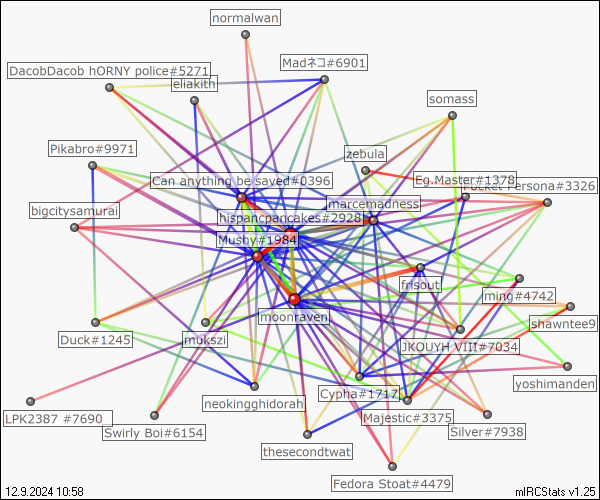 normalwan
Madネコ#6901
DacobDacob hORNY police#5271
eliakith
somass
Pikabro#9971
zebula
Can anything be saved#0396
Eg.Master#1378
Pocket Persona#3326
marcemadness
bigcitysamurai
hispancpancakes#2928
Mushy#1984
frisout
ming#4742
moonraven
shawntee9
Duck#1245
mukszi
JKOUYH VIII#7034
yoshimanden
Cypha#1717
neokingghidorah
LP​K2387 #7690
Majestic#3375
Swirly Boi#6154
Silver#7938
thesecondtwat
Fedora Stoat#4479
12.9.2024 10:58
mIRCStats v1.25